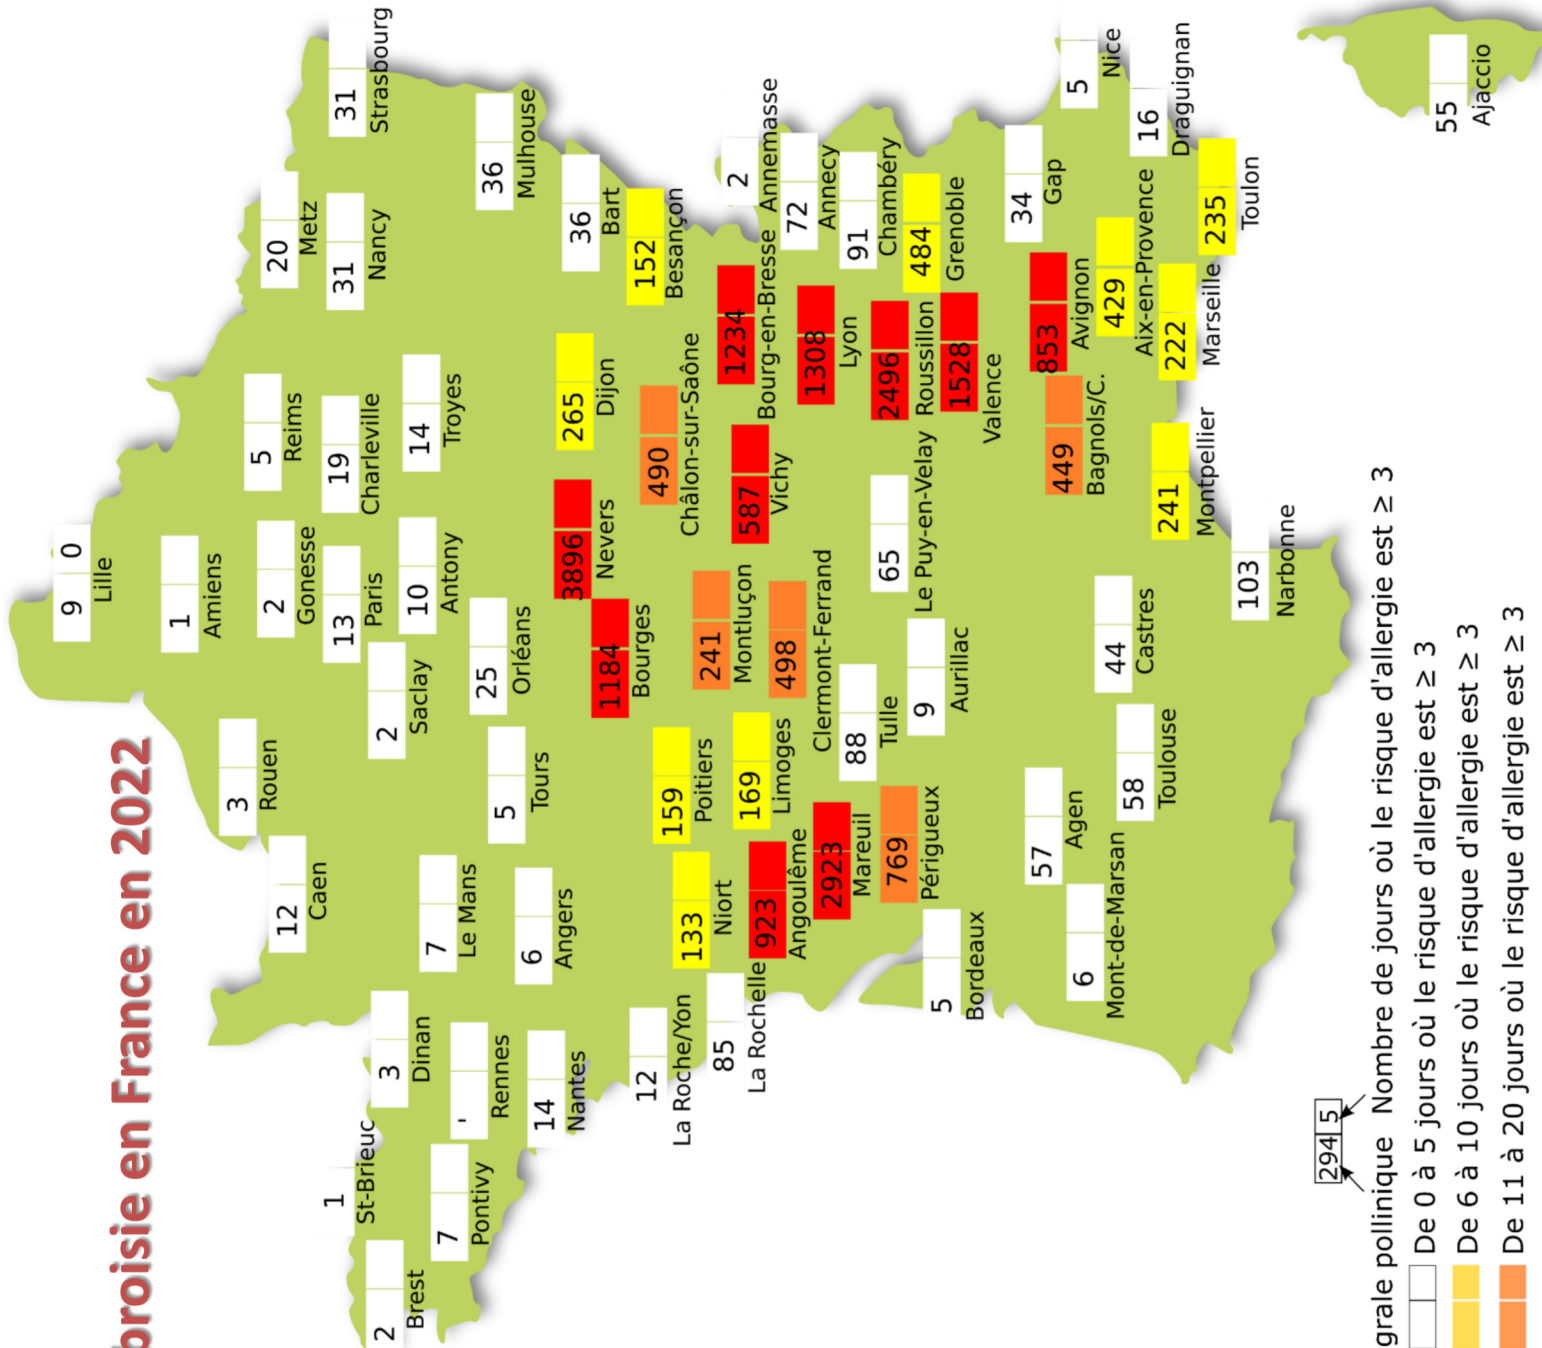 broisie en France en 2022
9 0
Lille
1
Amiens
3
Rouen
2
Gonesse
5
Reims
20
Metz
12
Caen
13
Paris
19
Charleville
31
Nancy
31
Strasbourg
1
St-Brieuc
2
Brest
3
Dinan
2
Saclay
10
Antony
14
Troyes
7
Pontivy
'
Rennes
7
Le Mans
25
Orléans
36
Mulhouse
14
Nantes
6
Angers
5
Tours
3896
Nevers
265
Dijon
36
Bart
1184
Bourges
152
Besançon
12
La Roche/Yon
133
Niort
159
Poitiers
490
Châlon-sur-Saône
85
La Rochelle
923
Angoulême
169
Limoges
241
Montluçon
587
Vichy
1234
Bourg-en-Bresse
2
Annemasse
498
Clermont-Ferrand
1308
Lyon
72
Annecy
2923
Mareuil
88
Tulle
91
Chambéry
769
Périgueux
65
Le Puy-en-Velay
2496
Roussillon
484
Grenoble
5
Bordeaux
9
Aurillac
1528
Valence
57
Agen
449
Bagnols/C.
853
Avignon
34
Gap
5
Nice
6
Mont-de-Marsan
58
Toulouse
44
Castres
429
Aix-en-Provence
16
Draguignan
241
Montpellier
222
Marseille
235
Toulon
103
Narbonne
55
Ajaccio
294 5
grale pollinique Nombre de jours où le risque d'allergie est ≥ 3
De 0 à 5 jours où le risque d'allergie est ≥ 3
De 6 à 10 jours où le risque d'allergie est ≥ 3
De 11 à 20 jours où le risque d'allergie est ≥ 3